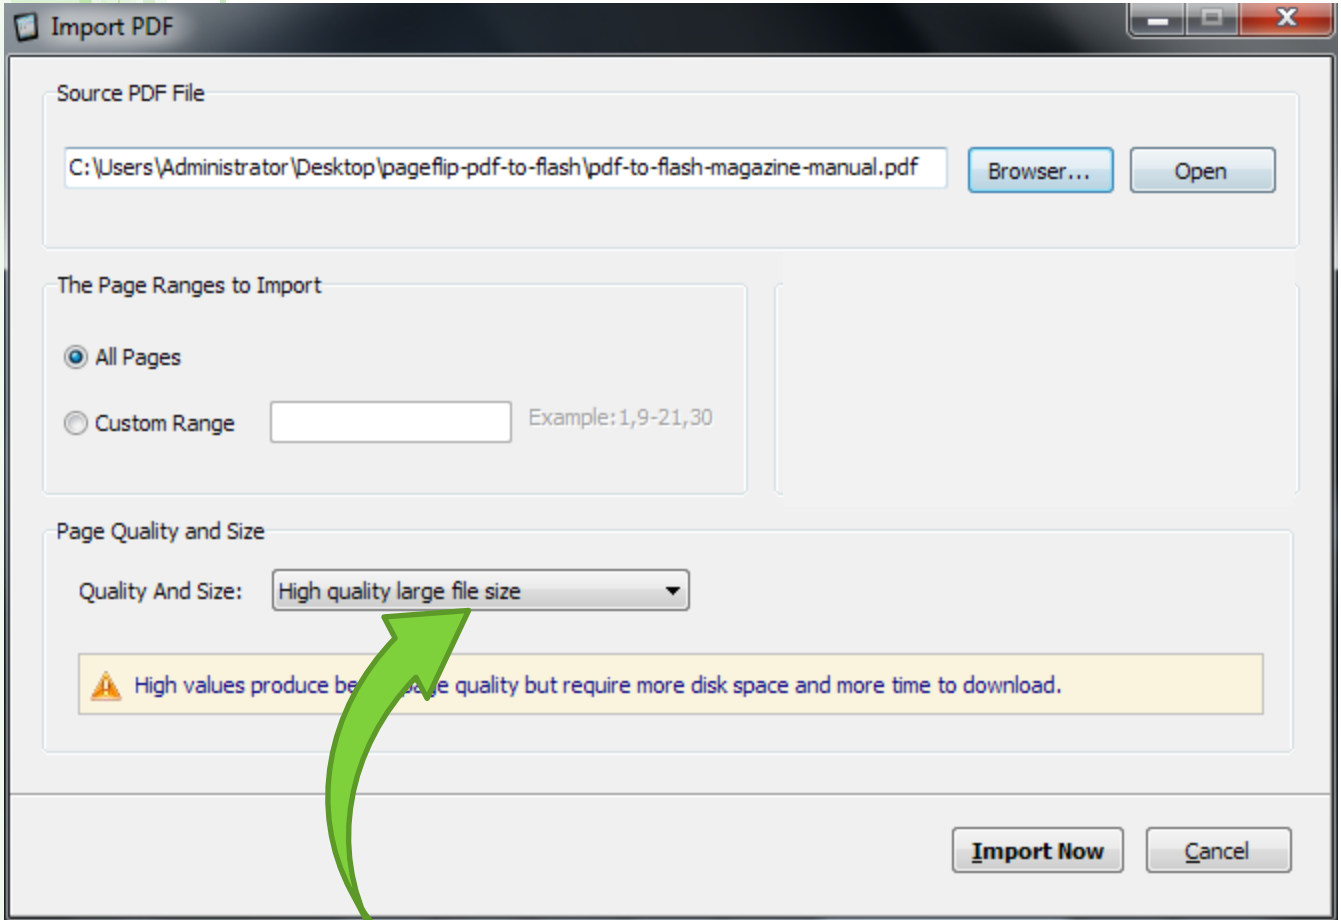 Import PDF
Source PDF File
C:\Users\Administrator\Desktop\pageflip-pdf-to-flash\pdf-to-flash-magazine-manual.pdf Browser... Open
The Page Ranges to Import
All Pages
Custom Range Example:1,9-21,30
Page Quality and Size
Quality And Size: High quality large file size
High values produce quality but require more disk space and more time to download.
Import Now Cancel